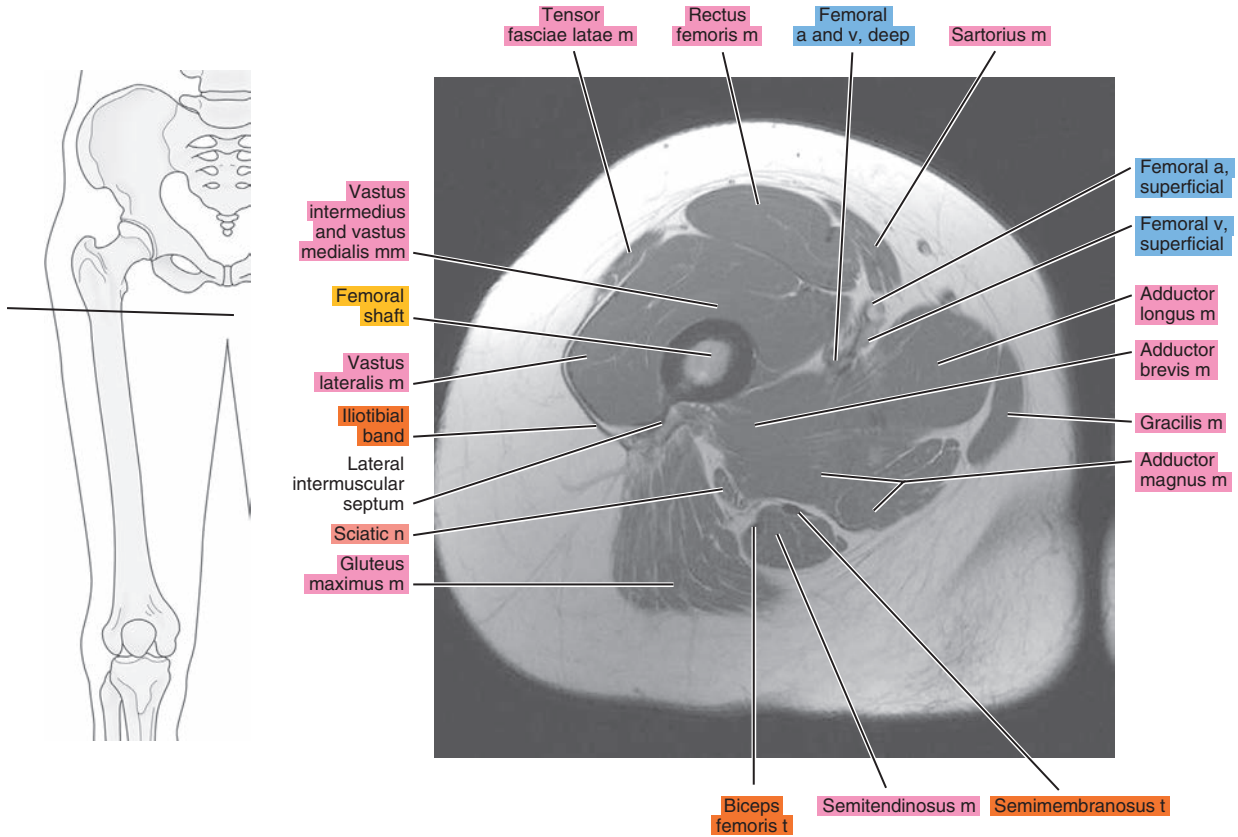 Tensor
fasciae latae m
Rectus
femoris m
Femoral
a and v, deep
Sartorius m
Vastus
intermedius
and vastus
medialis mm
Femoral
shaft
Vastus
lateralis m
Iliotibial
band
Lateral
intermuscular
septum
Sciatic n
Gluteus
maximus m
Femoral a,
superficial
Femoral v,
superficial
Adductor
longus m
Adductor
brevis m
Gracilis m
Adductor
magnus m
Biceps
femoris t
Semitendinosus m
Semimembranosus t